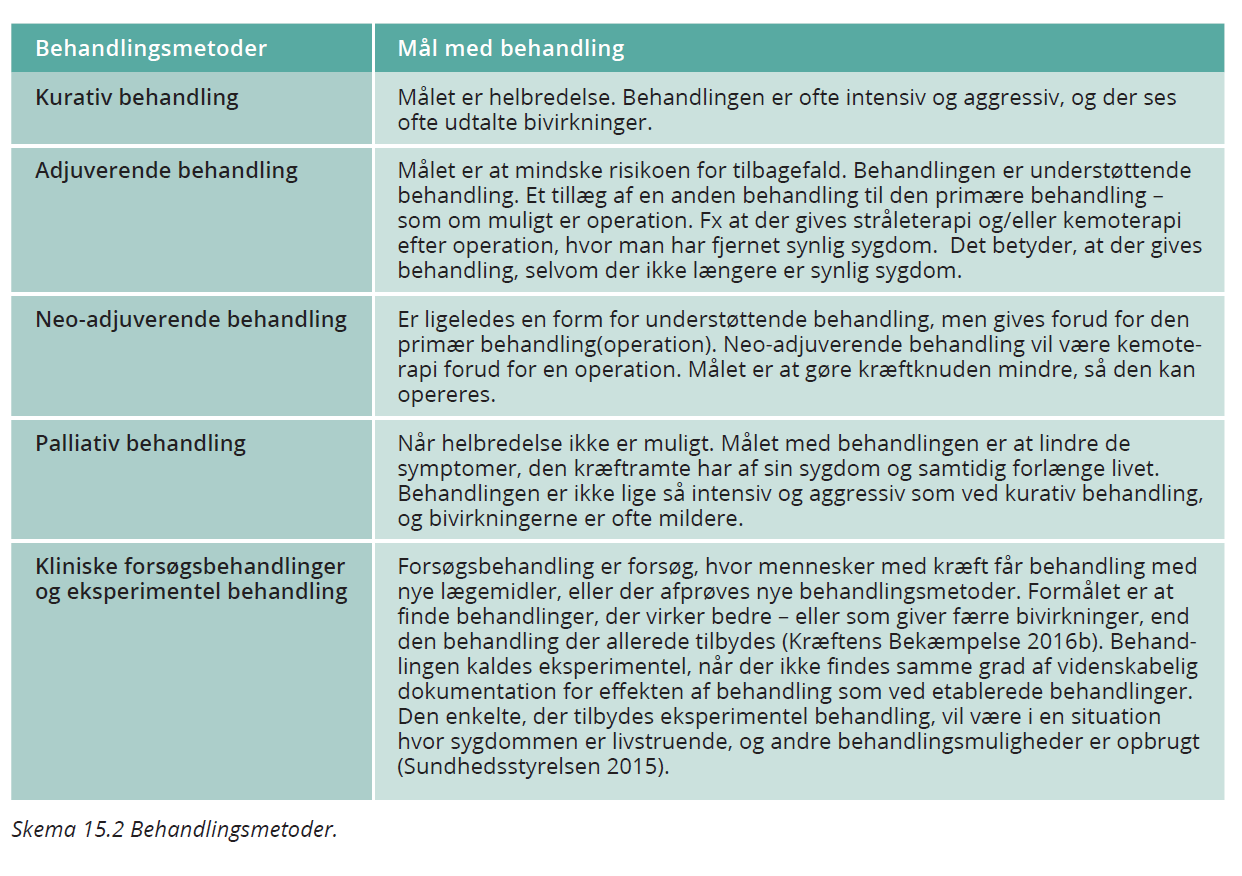 Behandlingsmetoder
Mål med behandling
Kurativ behandling
Målet er helbredelse. Behandlingen er ofte intensiv og aggressiv, og der ses
ofte udtalte bivirkninger.
Adjuverende behandling
Målet er at mindske risikoen for tilbagefald. Behandlingen er understøttende
behandling. Et tillæg af en anden behandling til den primære behandling –
som om muligt er operation. Fx at der gives stråleterapi og/eller kemoterapi
efter operation, hvor man har fjernet synlig sygdom.  Det betyder, at der gives
behandling, selvom der ikke længere er synlig sygdom.
Neo-adjuverende behandling
Er ligeledes en form for understøttende behandling, men gives forud for den
primær behandling(operation). Neo-adjuverende behandling vil være kemote-
rapi forud for en operation. Målet er at gøre kræftknuden mindre, så den kan
opereres.
Palliativ behandling
Når helbredelse ikke er muligt. Målet med behandlingen er at lindre de
symptomer, den kræftramte har af sin sygdom og samtidig forlænge livet.
Behandlingen er ikke lige så intensiv og aggressiv som ved kurativ behandling,
og bivirkningerne er ofte mildere.
Kliniske forsøgsbehandlinger
og eksperimentel behandling
Forsøgsbehandling er forsøg, hvor mennesker med kræft får behandling med
nye lægemidler, eller der afprøves nye behandlingsmetoder. Formålet er at
finde behandlinger, der virker bedre – eller som giver færre bivirkninger, end
den behandling der allerede tilbydes (Kræftens Bekæmpelse 2016b). Behand-
lingen kaldes eksperimentel, når der ikke findes samme grad af videnskabelig
dokumentation for effekten af behandling som ved etablerede behandlinger.
Den enkelte, der tilbydes eksperimentel behandling, vil være i en situation
hvor sygdommen er livstruende, og andre behandlingsmuligheder er opbrugt
(Sundhedsstyrelsen 2015).
Skema 15.2 Behandlingsmetoder.